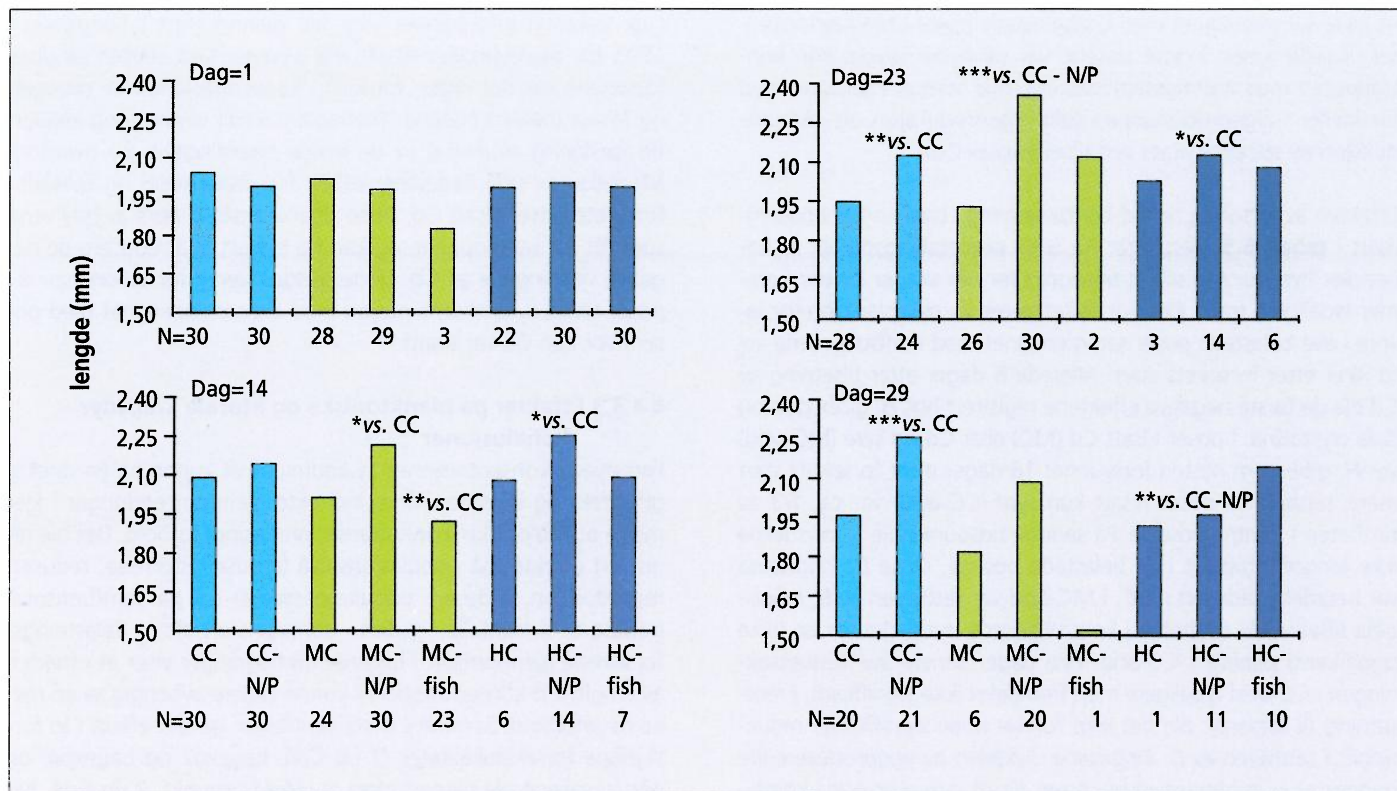 lengde (mm)
Dag=1
2,40
2,25
2,10
1,95
1,80
1,65
1,50
N=30 30 28 29 3 22 30 30
Dag=23
***vs. CC - N/P
**vs. CC
*vs. CC
2,40
2,25
2,10
1,95
1,80
1,65
1,50
N=28 24 26 30 2 3 14 6
Dag=14
*vs. CC
**vs. CC
*vs. CC
2,40
2,25
2,10
1,95
1,80
1,65
1,50
CC CC- MC MC- MC- HC HC- HC-
N/P N/P fish N/P fish
N=30 30 24 30 23 6 14 7
Dag=29
***vs. CC
**vs. CC -N/P
2,40
2,25
2,10
1,95
1,80
1,65
1,50
CC CC- MC MC- MC- HC HC- HC-
N/P N/P fish N/P fish
N=20 21 6 20 1 1 11 10